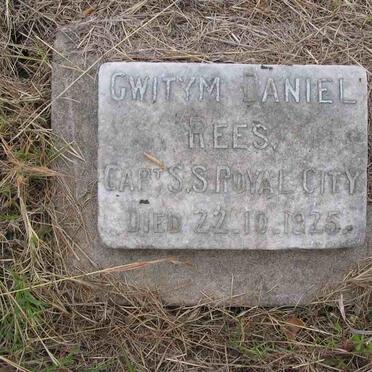 GWITYM DANIEL
REES,
CAPT S.S. ROYAL CITY
DIED 22.10.1925.